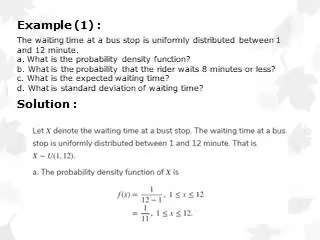 Example (1) :
The waiting time at a bus stop is uniformly distributed between 1
and 12 minute.
a. What is the probability density function?
b. What is the probability that the rider waits 8 minutes or less?
c. What is the expected waiting time?
d. What is standard deviation of waiting time?
Solution :
Let X denote the waiting time at a bust stop. The waiting time at a bus
stop is uniformly distributed between 1 and 12 minute. That is
X ∼ U(1, 12).
a. The probability density function of X is
f(x) = 1/(12 − 1), 1 ≤ x ≤ 12
= 1/11, 1 ≤ x ≤ 12.